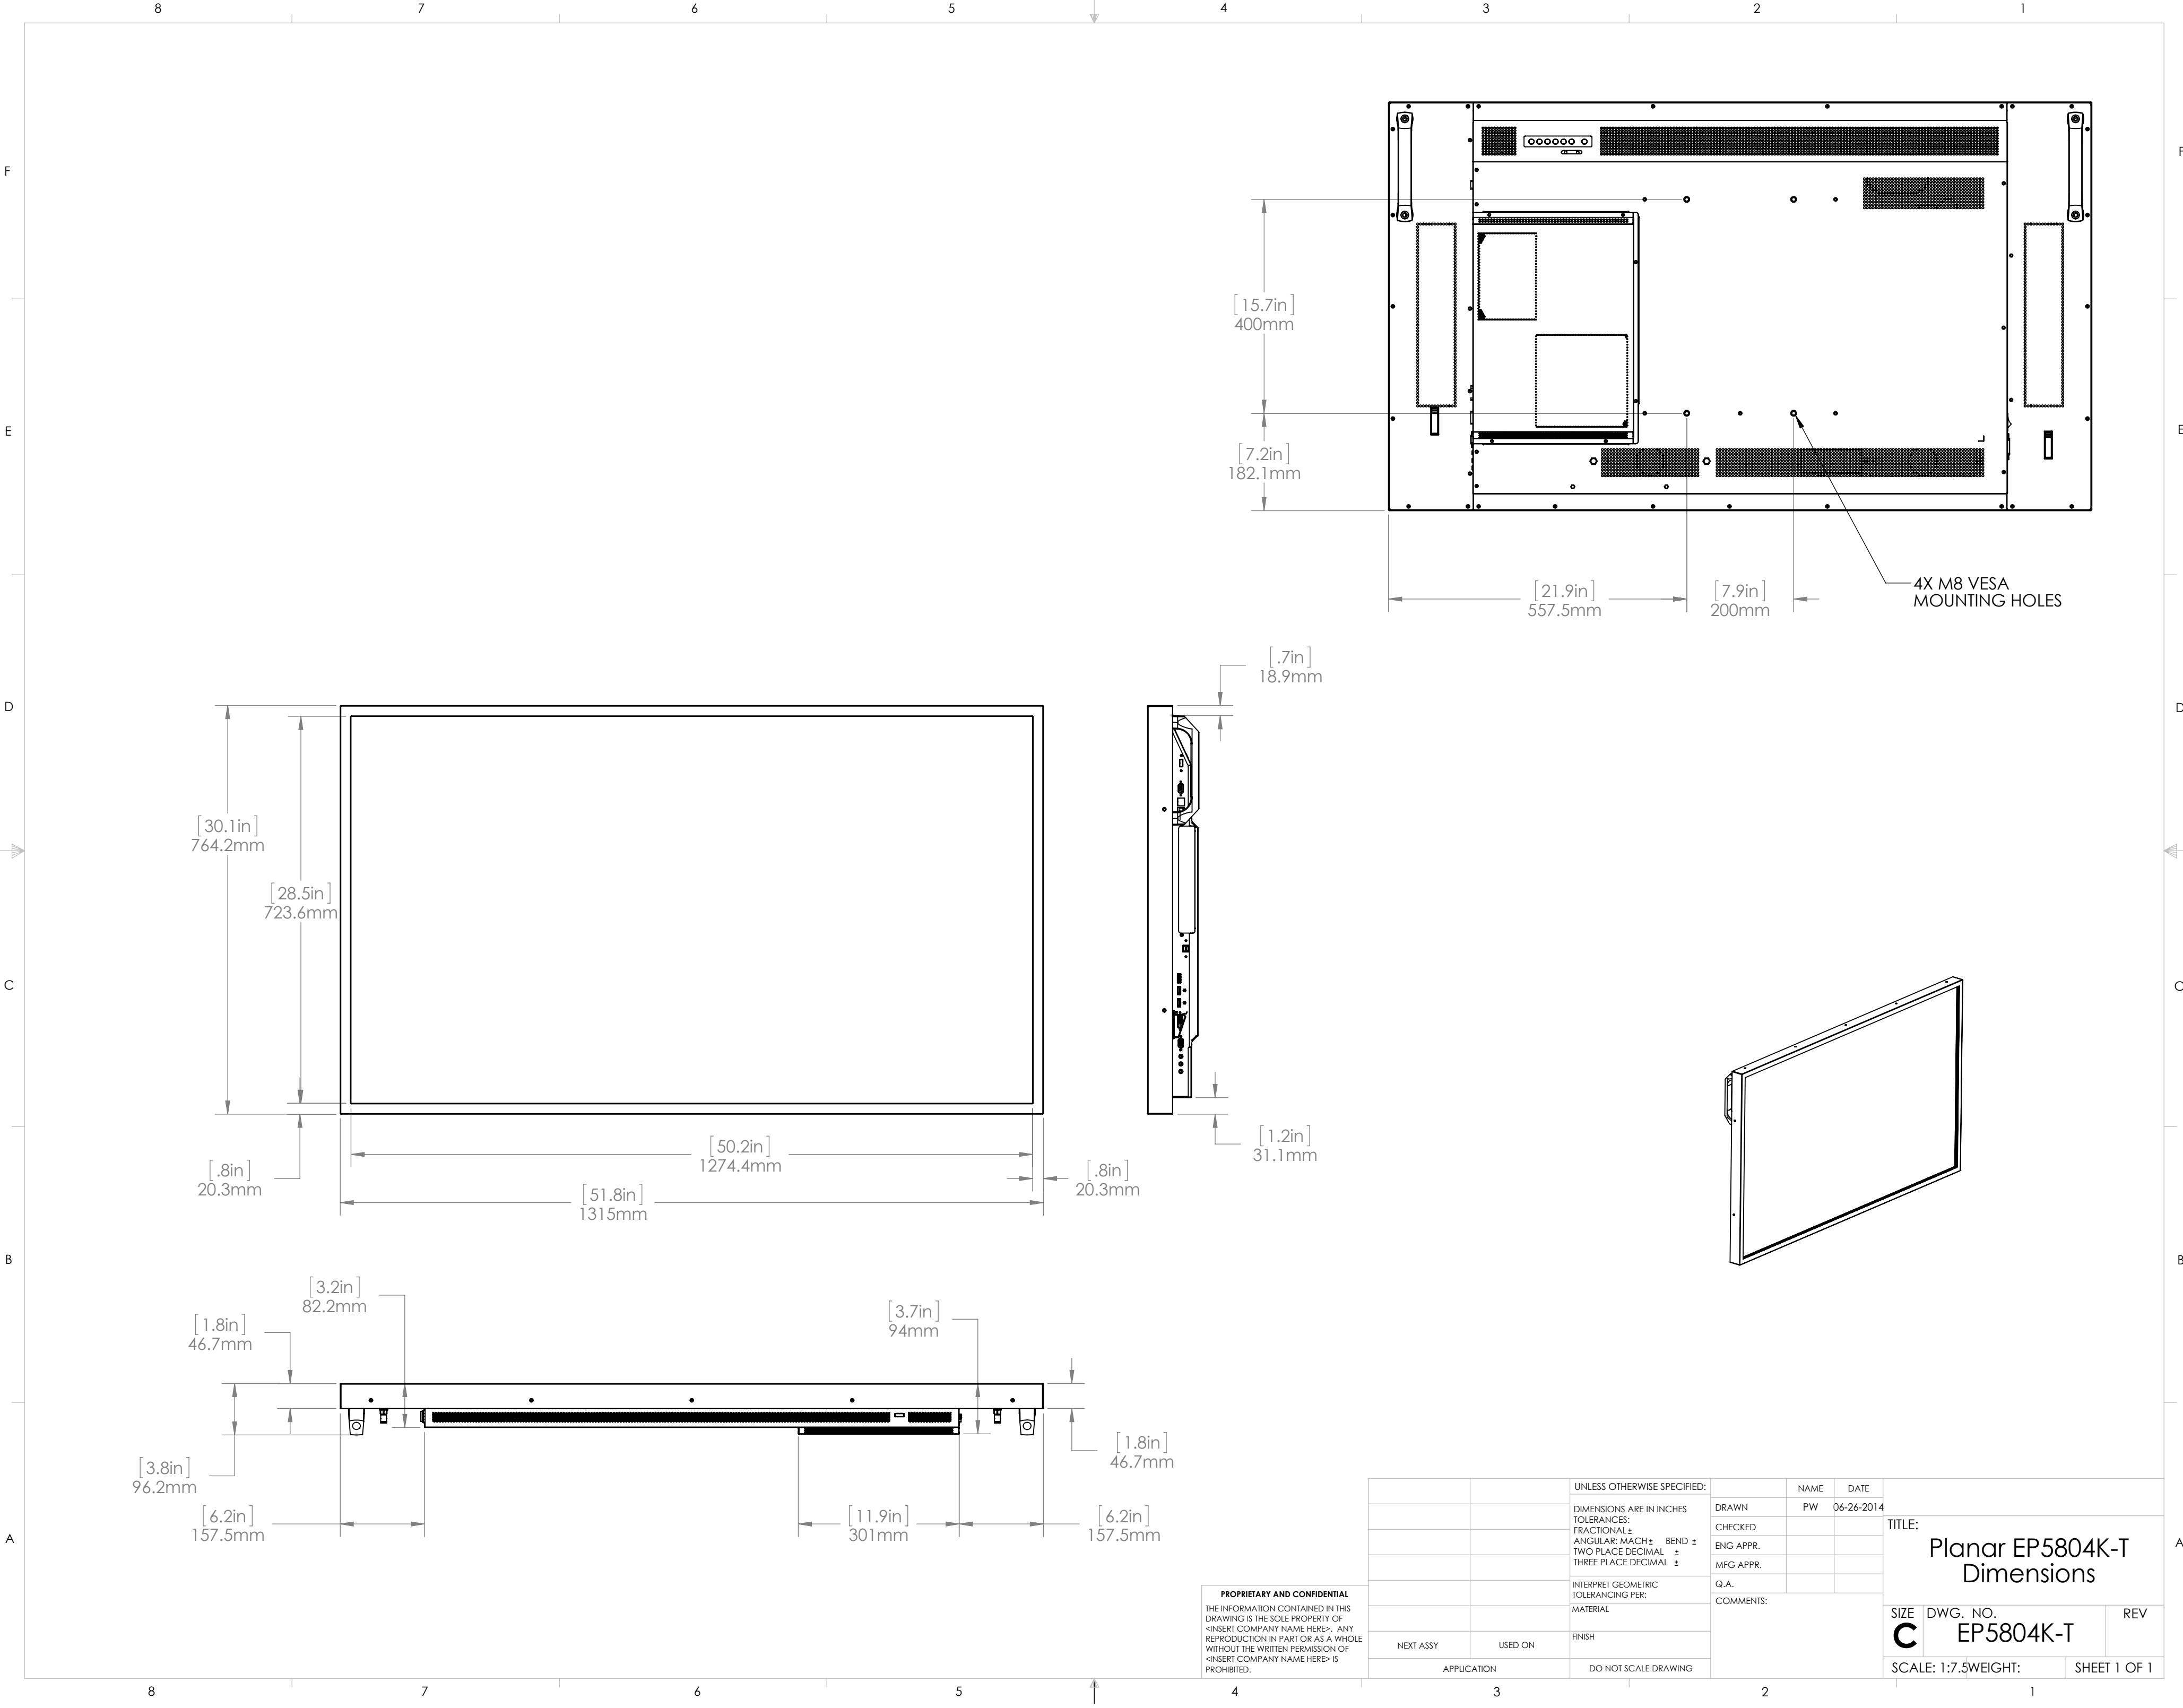 8 7 6 5 4 3 2 1
F F
[15.7in]
400mm
[7.2in]
182.1mm
E E
[21.9in]
557.5mm
[7.9in]
200mm
4X M8 VESA
MOUNTING HOLES
[.7in]
18.9mm
D D
[30.1in]
764.2mm
[28.5in]
723.6mm
C C
[1.2in]
31.1mm
[50.2in]
1274.4mm
[.8in]
20.3mm
[.8in]
20.3mm
[51.8in]
1315mm
B B
[3.2in]
82.2mm
[1.8in]
46.7mm
[3.7in]
94mm
[1.8in]
46.7mm
[3.8in]
96.2mm
[6.2in]
157.5mm
[11.9in]
301mm
[6.2in]
157.5mm
A A
PROPRIETARY AND CONFIDENTIAL
THE INFORMATION CONTAINED IN THIS
DRAWING IS THE SOLE PROPERTY OF
<INSERT COMPANY NAME HERE>. ANY
REPRODUCTION IN PART OR AS A WHOLE
WITHOUT THE WRITTEN PERMISSION OF
<INSERT COMPANY NAME HERE> IS
PROHIBITED.
NEXT ASSY USED ON
APPLICATION
UNLESS OTHERWISE SPECIFIED:
DIMENSIONS ARE IN INCHES
TOLERANCES:
FRACTIONAL ±
ANGULAR: MACH ± BEND ±
TWO PLACE DECIMAL ±
THREE PLACE DECIMAL ±
INTERPRET GEOMETRIC
TOLERANCING PER:
MATERIAL
FINISH
DO NOT SCALE DRAWING
NAME DATE
DRAWN PW 06-26-2014
CHECKED
ENG APPR.
MFG APPR.
Q.A.
COMMENTS:
TITLE:
Planar EP5804K-T
Dimensions
SIZE DWG. NO. REV
C EP5804K-T
SCALE: 1:7.5 WEIGHT: SHEET 1 OF 1
8 7 6 5 4 3 2 1